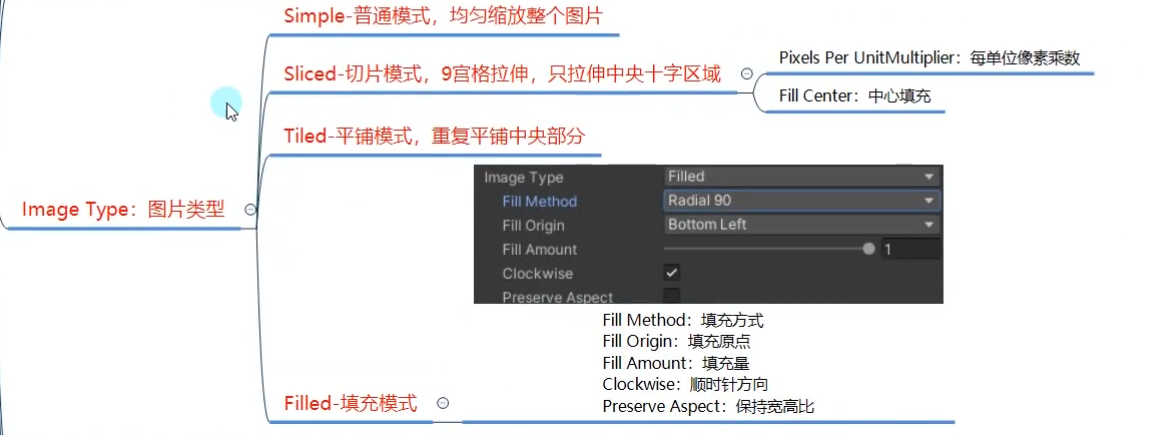 Simple-普通模式，均匀缩放整个图片
Sliced-切片模式，9宫格拉伸，只拉伸中央十字区域
Pixels Per UnitMultiplier：每单位像素乘数
Fill Center：中心填充
Tiled-平铺模式，重复平铺中央部分
Image Type：图片类型
Image Type Filled
Fill Method Radial 90
Fill Origin Bottom Left
Fill Amount 1
Clockwise
Preserve Aspect
Fill Method：填充方式
Fill Origin：填充原点
Fill Amount：填充量
Clockwise：顺时针方向
Preserve Aspect：保持宽高比
Filled-填充模式